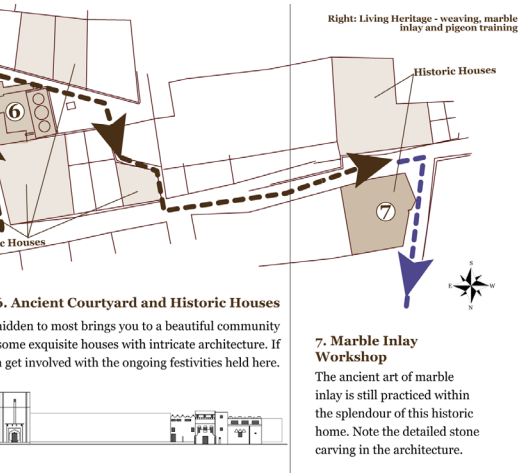 Right: Living Heritage - weaving, marble
inlay and pigeon training
Historic Houses
6
7
Houses
S
E W
N
6. Ancient Courtyard and Historic Houses
hidden to most brings you to a beautiful community
some exquisite houses with intricate architecture. If
get involved with the ongoing festivities held here.
7. Marble Inlay
Workshop
The ancient art of marble
inlay is still practiced within
the splendour of this historic
home. Note the detailed stone
carving in the architecture.